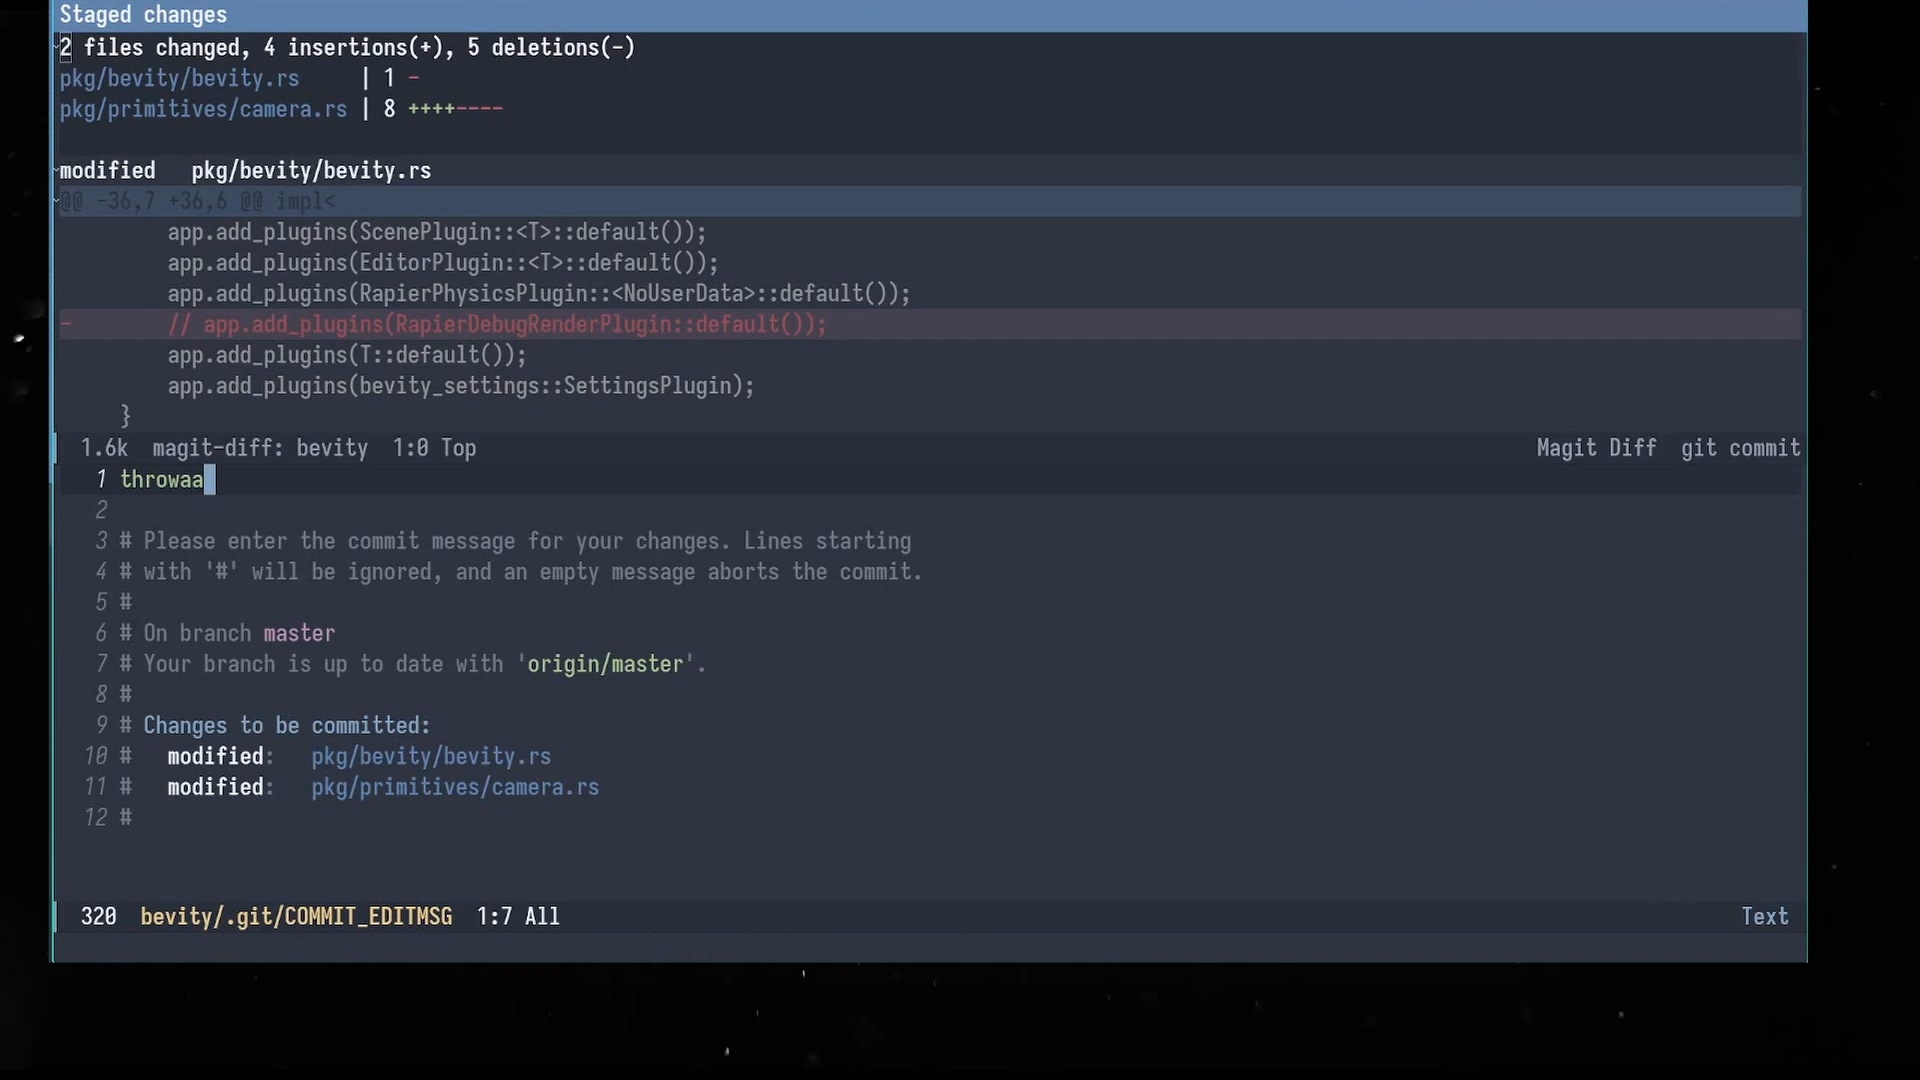 Staged changes
2 files changed, 4 insertions(+), 5 deletions(-)
pkg/bevity/bevity.rs     | 1 -
pkg/primitives/camera.rs | 8 ++++----
modified   pkg/bevity/bevity.rs
@@ -36,7 +36,6 @@ impl<
         app.add_plugins(ScenePlugin::<T>::default());
         app.add_plugins(EditorPlugin::<T>::default());
         app.add_plugins(RapierPhysicsPlugin::<NoUserData>::default());
-        // app.add_plugins(RapierDebugRenderPlugin::default());
         app.add_plugins(T::default());
         app.add_plugins(bevity_settings::SettingsPlugin);
     }
1.6k  magit-diff: bevity  1:0 Top  Magit Diff  git commit
1 throwaa
2
3 # Please enter the commit message for your changes. Lines starting
4 # with '#' will be ignored, and an empty message aborts the commit.
5 #
6 # On branch master
7 # Your branch is up to date with 'origin/master'.
8 #
9 # Changes to be committed:
10 #   modified:   pkg/bevity/bevity.rs
11 #   modified:   pkg/primitives/camera.rs
12 #
320  bevity/.git/COMMIT_EDITMSG  1:7 All  Text